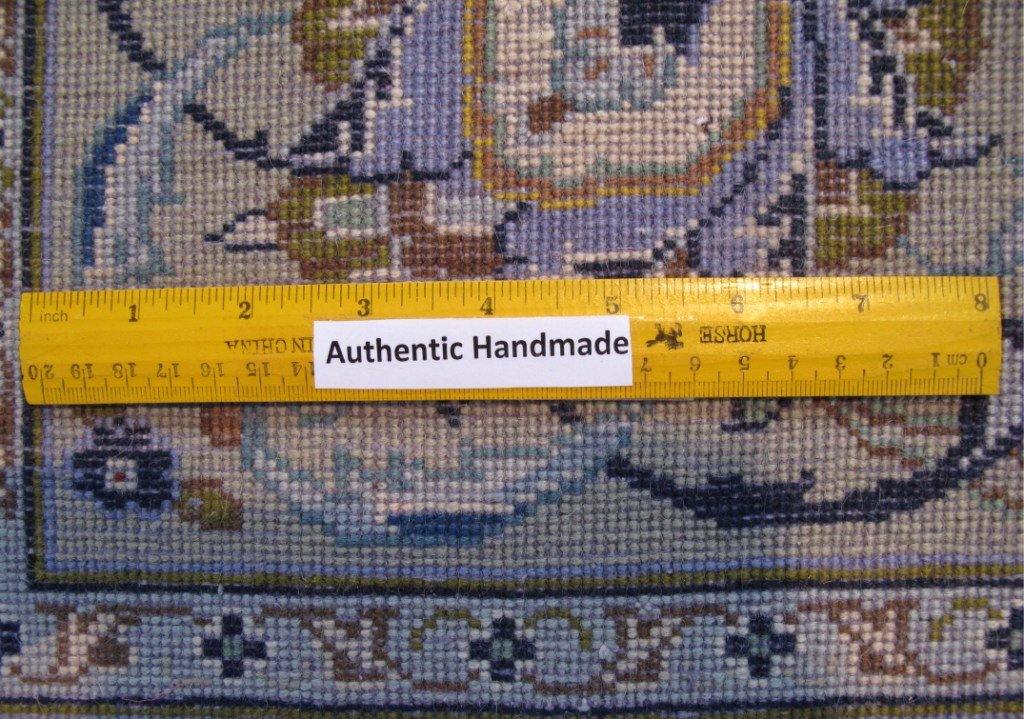 1 2 3 4 5 6 7 8
inch
HORSE
IN CHINA
Authentic Handmade
20 19 18 17 16 15 14 7 6 5 4 3 2 1 cm 0